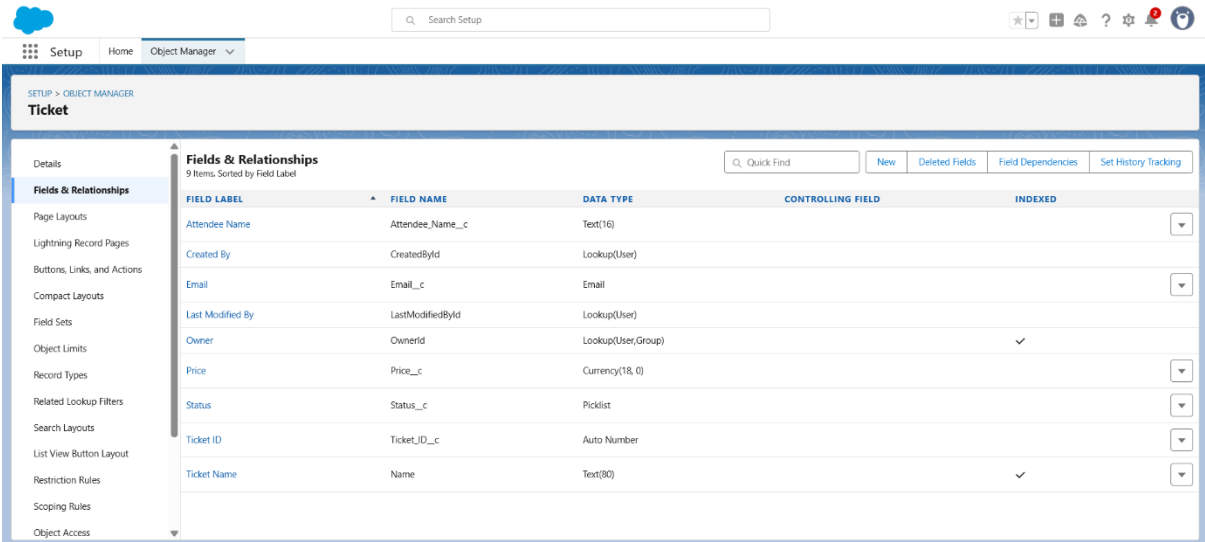 Search Setup
2
Setup Home Object Manager
SETUP > OBJECT MANAGER
Ticket
Details
Fields & Relationships
Page Layouts
Lightning Record Pages
Buttons, Links, and Actions
Compact Layouts
Field Sets
Object Limits
Record Types
Related Lookup Filters
Search Layouts
List View Button Layout
Restriction Rules
Scoping Rules
Object Access
Fields & Relationships
9 Items, Sorted by Field Label
Quick Find New Deleted Fields Field Dependencies Set History Tracking
FIELD LABEL FIELD NAME DATA TYPE CONTROLLING FIELD INDEXED
Attendee Name Attendee_Name__c Text(16)
Created By CreatedById Lookup(User)
Email Email__c Email
Last Modified By LastModifiedById Lookup(User)
Owner OwnerId Lookup(User,Group)
Price Price__c Currency(18, 0)
Status Status__c Picklist
Ticket ID Ticket_ID__c Auto Number
Ticket Name Name Text(80)